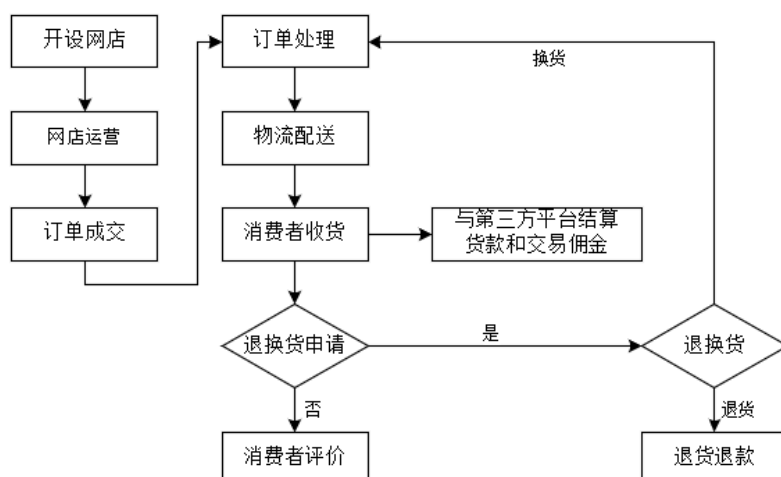 开设网店
订单处理
换货
网店运营
物流配送
订单成交
消费者收货
与第三方平台结算
货款和交易佣金
退换货申请
是
退换货
否
退货
消费者评价
退货退款